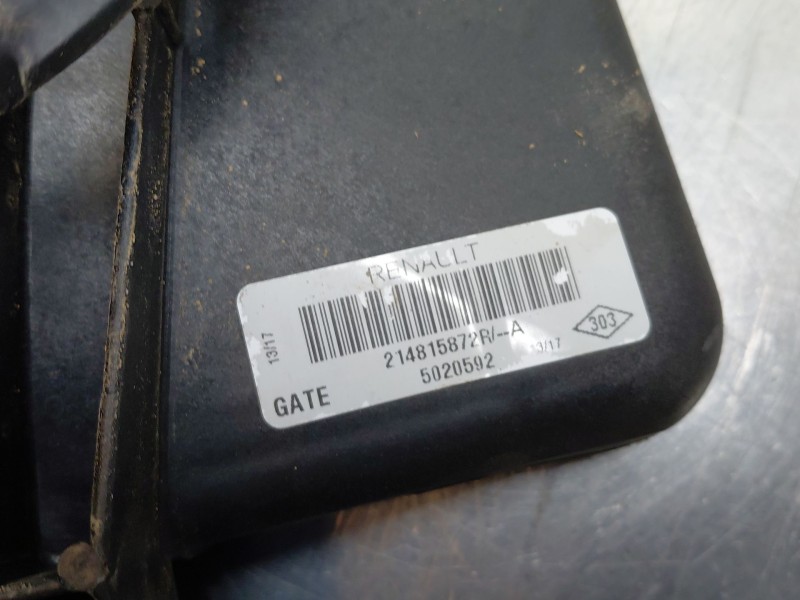 RENAULT
13/17
214815872R/--A
303
5020592
13/17
GATE